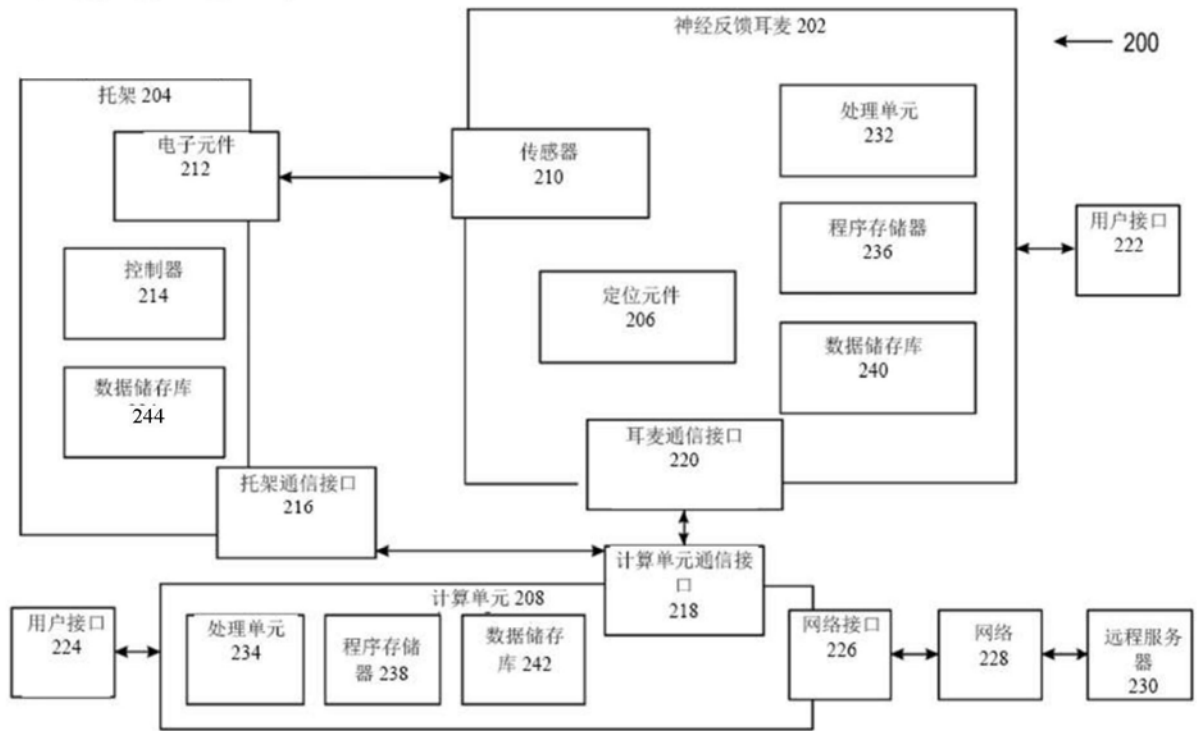 神经反馈耳麦 202
200
托架 204
电子元件
212
传感器
210
处理单元
232
程序存储器
236
用户接口
222
控制器
214
定位元件
206
数据储存库
240
数据储存库
244
耳麦通信接口
220
托架通信接口
216
计算单元通信接
口
218
计算单元 208
用户接口
224
处理单元
234
程序存储
器 238
数据储存
库 242
网络接口
226
网络
228
远程服务
器
230